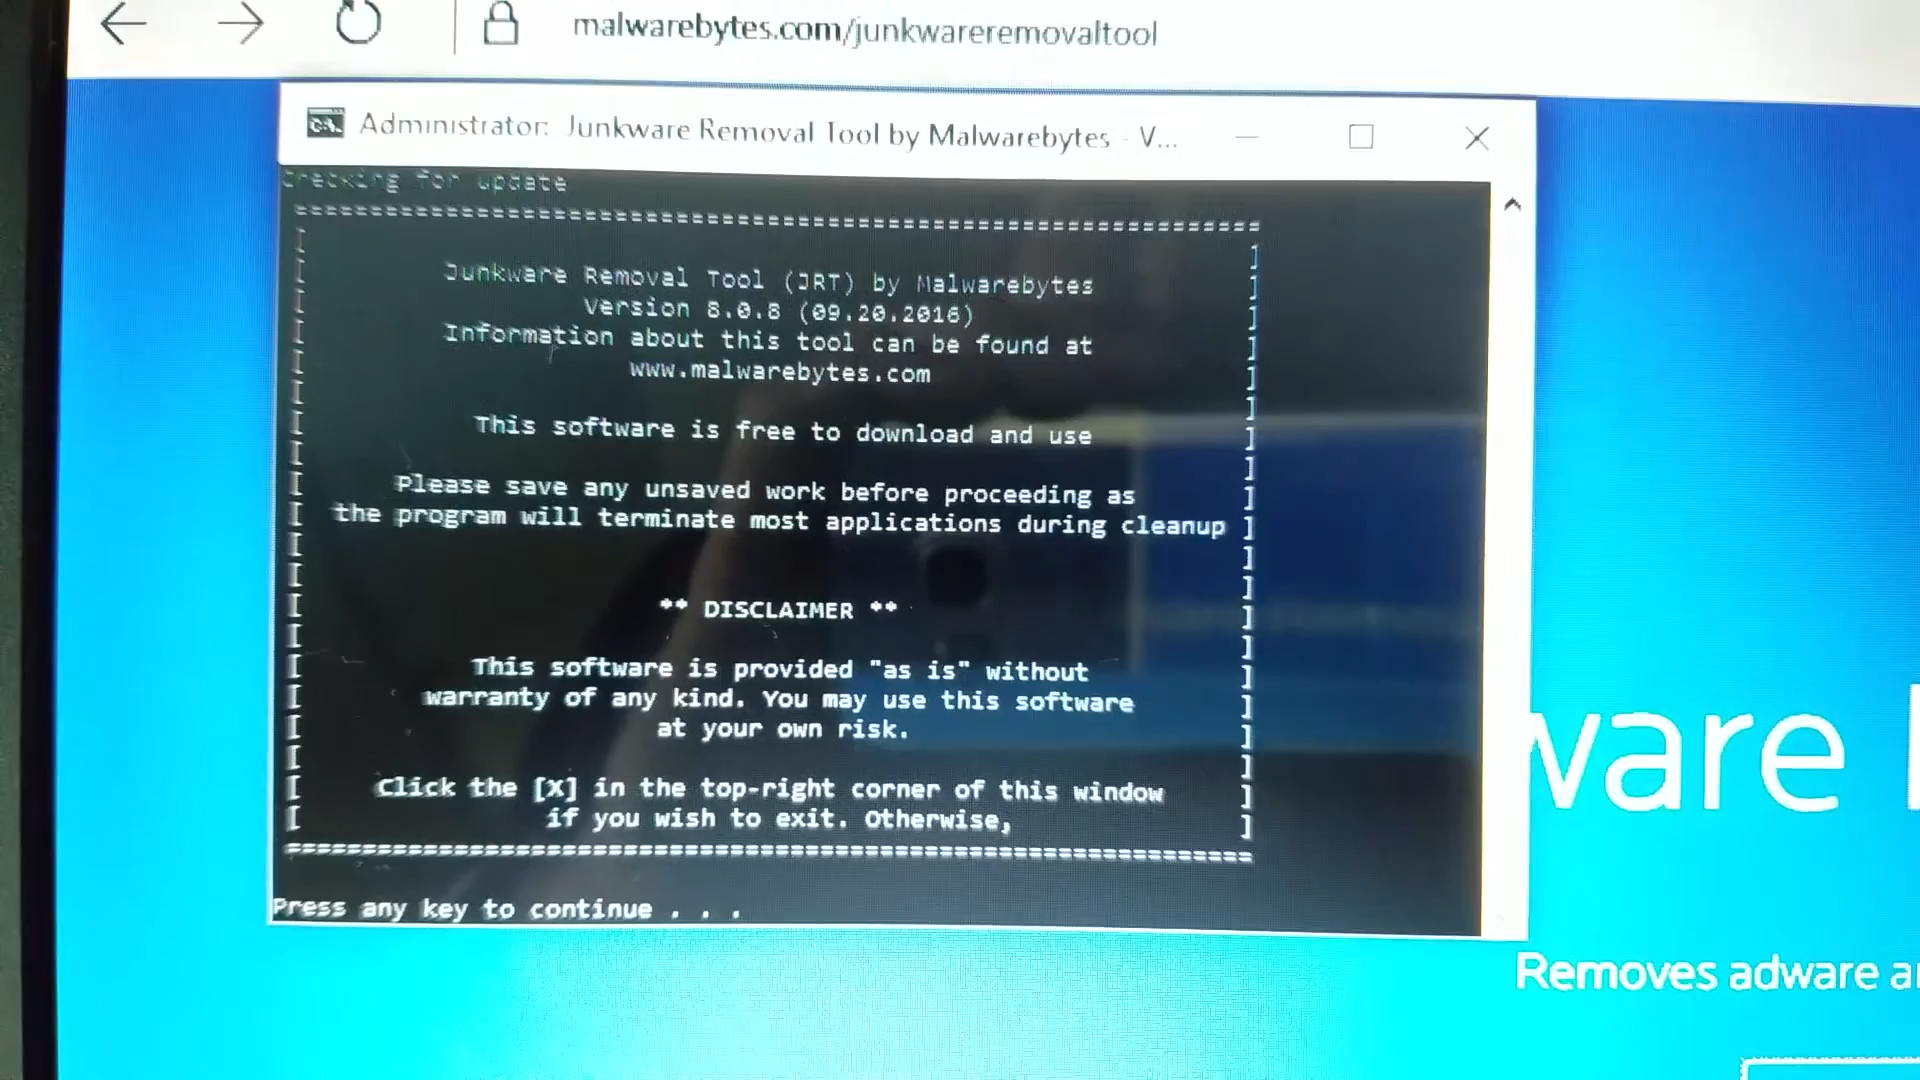 malwarebytes.com/junkwareremovaltool
Administrator: Junkware Removal Tool by Malwarebytes - V...
Checking for update
===============================================================
Junkware Removal Tool (JRT) by Malwarebytes
Version 8.0.8 (09.20.2016)
Information about this tool can be found at
www.malwarebytes.com
This software is free to download and use
Please save any unsaved work before proceeding as
the program will terminate most applications during cleanup
** DISCLAIMER **
This software is provided "as is" without
warranty of any kind. You may use this software
at your own risk.
Click the [X] in the top-right corner of this window
if you wish to exit. Otherwise,
===============================================================
Press any key to continue . . .
ware
Removes adware